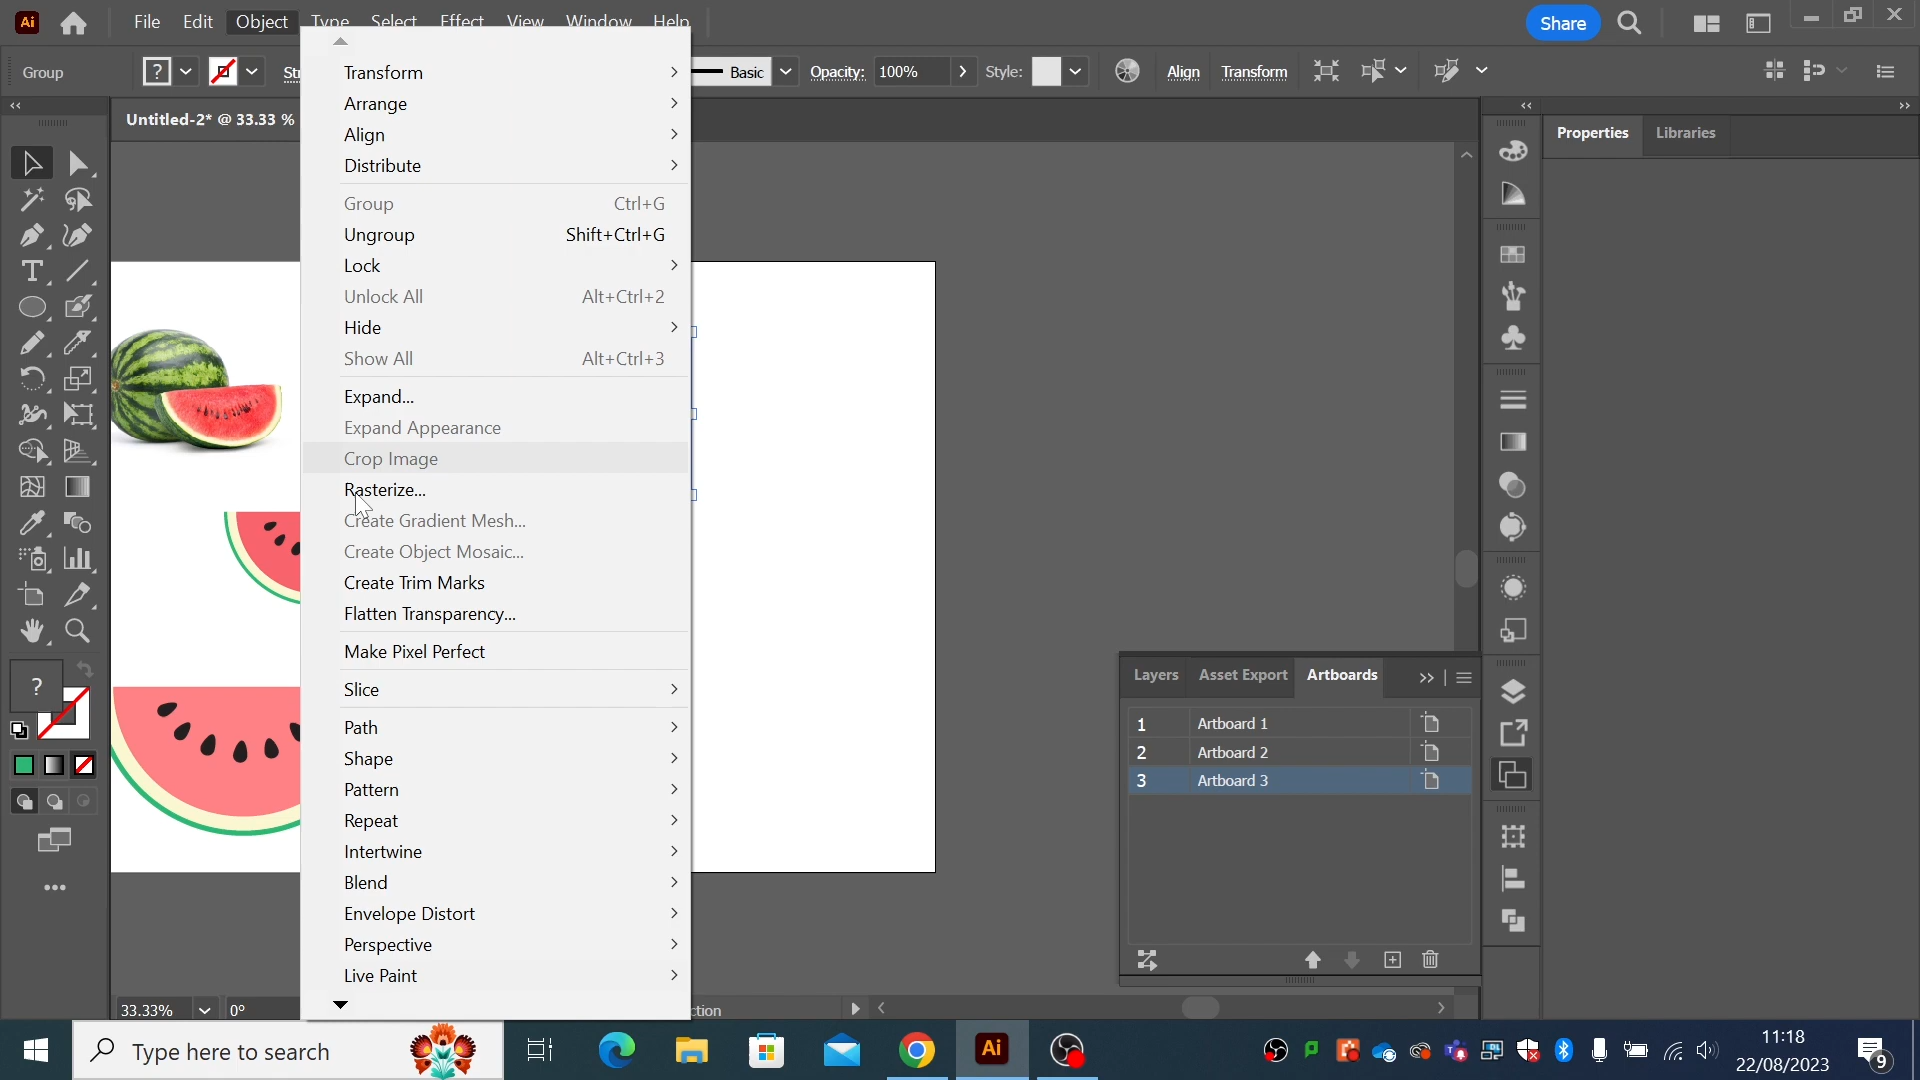 Ai File Edit Object Type Select Effect View Window Help Share
Group ? Basic Opacity: 100% Style: Align Transform
Untitled-2* @ 33.33 %
Properties Libraries
Transform
Arrange
Align
Distribute
Group Ctrl+G
Ungroup Shift+Ctrl+G
Lock
Unlock All Alt+Ctrl+2
Hide
Show All Alt+Ctrl+3
Expand...
Expand Appearance
Crop Image
Rasterize...
Create Gradient Mesh...
Create Object Mosaic...
Create Trim Marks
Flatten Transparency...
Make Pixel Perfect
Slice
Path
Shape
Pattern
Repeat
Intertwine
Blend
Envelope Distort
Perspective
Live Paint
?
Layers Asset Export Artboards
1 Artboard 1
2 Artboard 2
3 Artboard 3
33.33% 0°
Type here to search
Ai
11:18
22/08/2023
9